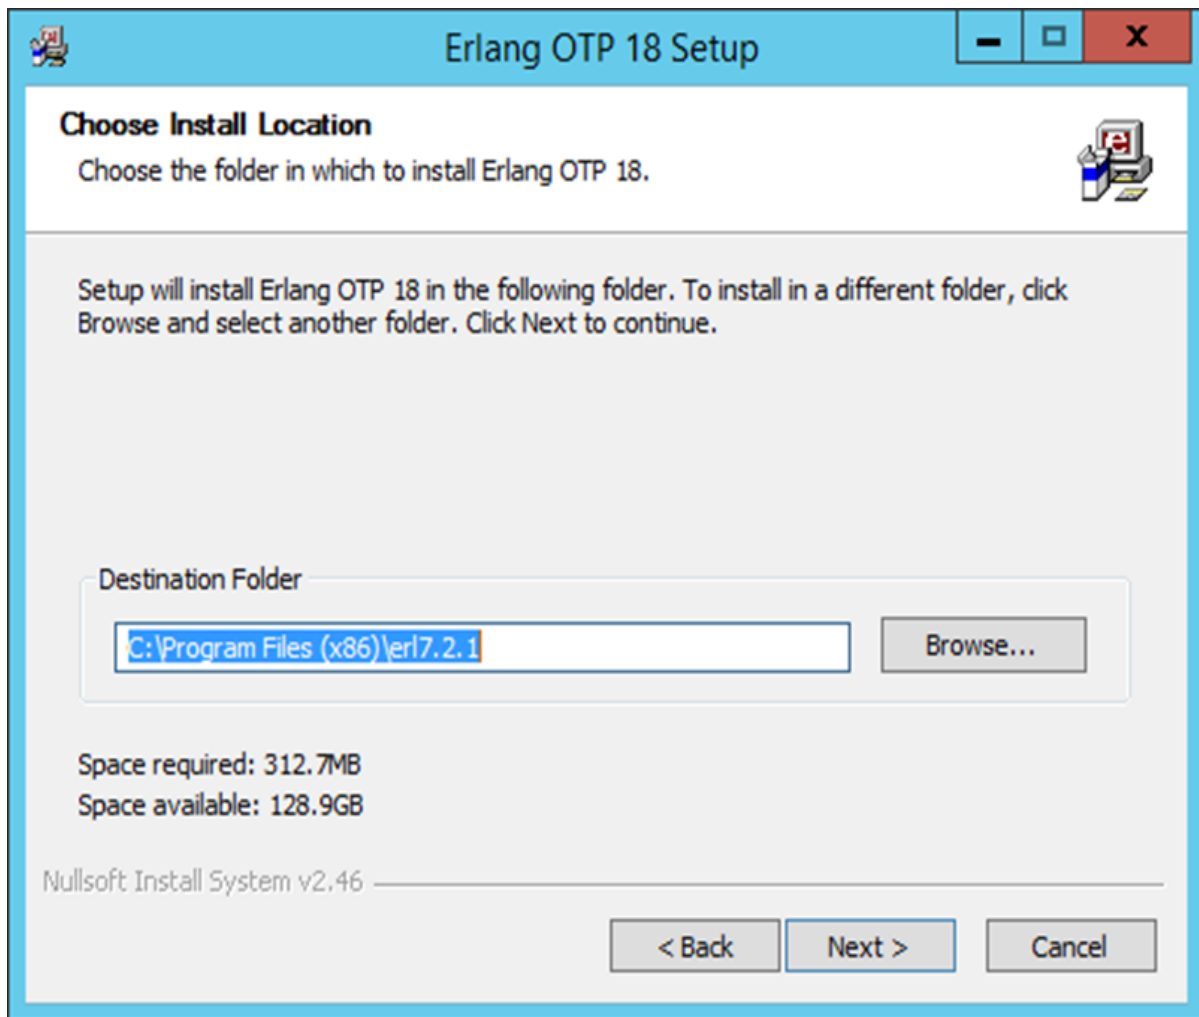 Erlang OTP 18 Setup
Choose Install Location
Choose the folder in which to install Erlang OTP 18.
Setup will install Erlang OTP 18 in the following folder. To install in a different folder, click
Browse and select another folder. Click Next to continue.
Destination Folder
C:\Program Files (x86)\erl7.2.1
Browse...
Space required: 312.7MB
Space available: 128.9GB
Nullsoft Install System v2.46
< Back
Next >
Cancel